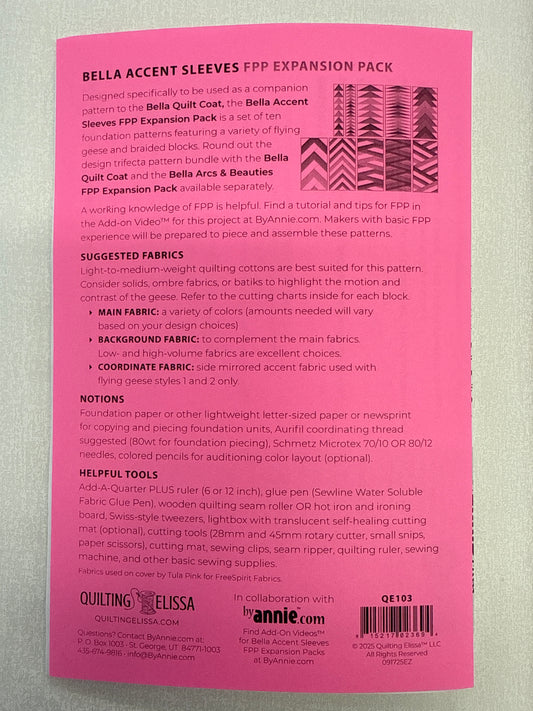 BELLA ACCENT SLEEVES FPP EXPANSION PACK
Designed specifically to be used as a companion
pattern to the Bella Quilt Coat, the Bella Accent
Sleeves FPP Expansion Pack is a set of ten
foundation patterns featuring a variety of flying
geese and braided blocks. Round out the
design trifecta pattern bundle with the Bella
Quilt Coat and the Bella Arcs & Beauties
FPP Expansion Pack available separately.
A working knowledge of FPP is helpful. Find a tutorial and tips for FPP in
the Add-on Video™ for this project at ByAnnie.com. Makers with basic FPP
experience will be prepared to piece and assemble these patterns.
SUGGESTED FABRICS
Light-to-medium-weight quilting cottons are best suited for this pattern.
Consider solids, ombre fabrics, or batiks to highlight the motion and
contrast of the geese. Refer to the cutting charts inside for each block.
› MAIN FABRIC: a variety of colors (amounts needed will vary
based on your design choices)
› BACKGROUND FABRIC: to complement the main fabrics.
Low- and high-volume fabrics are excellent choices.
› COORDINATE FABRIC: side mirrored accent fabric used with
flying geese styles 1 and 2 only.
NOTIONS
Foundation paper or other lightweight letter-sized paper or newsprint
for copying and piecing foundation units, Aurifil coordinating thread
suggested (80wt for foundation piecing), Schmetz Microtex 70/10 OR 80/12
needles, colored pencils for auditioning color layout (optional).
HELPFUL TOOLS
Add-A-Quarter PLUS ruler (6 or 12 inch), glue pen (Sewline Water Soluble
Fabric Glue Pen), wooden quilting seam roller OR hot iron and ironing
board, Swiss-style tweezers, lightbox with translucent self-healing cutting
mat (optional), cutting tools (28mm and 45mm rotary cutter, small snips,
paper scissors), cutting mat, sewing clips, seam ripper, quilting ruler, sewing
machine, and other basic sewing supplies.
Fabrics used on cover by Tula Pink for FreeSpirit Fabrics.
QUILTING ELISSA
QUILTINGELISSA.COM
Questions? Contact ByAnnie.com at:
P. O. Box 1003 · St. George, UT 84771-1003
435-674-9816 · info@ByAnnie.com
In collaboration with
byannie.com
Find Add-On Videos™
for Bella Accent Sleeves
FPP Expansion Packs
at ByAnnie.com
QE103
8 15217 02369 4
© 2025 Quilting Elissa™ LLC
All Rights Reserved
091725EZ